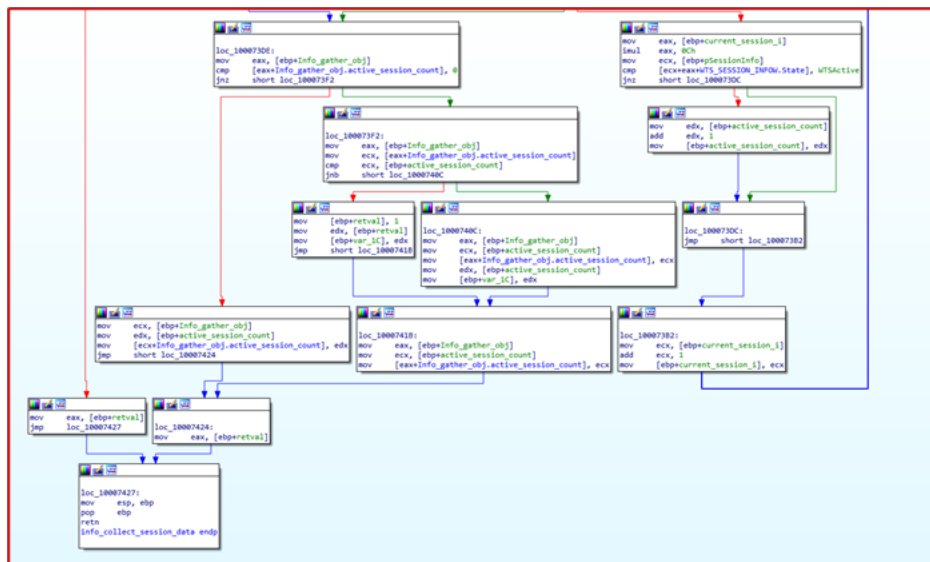 loc_100073DE:
mov eax, [ebp+Info_gather_obj]
cmp [eax+Info_gather_obj.active_session_count], 0
jnz short loc_100073F2
mov eax, [ebp+current_session_i]
imul eax, 0Ch
mov ecx, [ebp+pSessionInfo]
cmp [ecx+eax+WTS_SESSION_INFOW.State], WTSActive
jnz short loc_100073DC
loc_100073F2:
mov eax, [ebp+Info_gather_obj]
mov ecx, [eax+Info_gather_obj.active_session_count]
cmp ecx, [ebp+active_session_count]
jnb short loc_1000740C
mov edx, [ebp+active_session_count]
add edx, 1
mov [ebp+active_session_count], edx
mov [ebp+retval], 1
mov edx, [ebp+retval]
mov [ebp+var_1C], edx
jmp short loc_1000741B
loc_1000740C:
mov eax, [ebp+Info_gather_obj]
mov ecx, [ebp+active_session_count]
mov [eax+Info_gather_obj.active_session_count], ecx
mov edx, [ebp+active_session_count]
mov [ebp+var_1C], edx
loc_100073DC:
jmp short loc_100073B2
mov ecx, [ebp+Info_gather_obj]
mov edx, [ebp+active_session_count]
mov [ecx+Info_gather_obj.active_session_count], edx
jmp short loc_10007424
loc_1000741B:
mov eax, [ebp+Info_gather_obj]
mov ecx, [ebp+active_session_count]
mov [eax+Info_gather_obj.active_session_count], ecx
loc_100073B2:
mov ecx, [ebp+current_session_i]
add ecx, 1
mov [ebp+current_session_i], ecx
mov eax, [ebp+retval]
jmp loc_10007427
loc_10007424:
mov eax, [ebp+retval]
loc_10007427:
mov esp, ebp
pop ebp
retn
info_collect_session_data endp